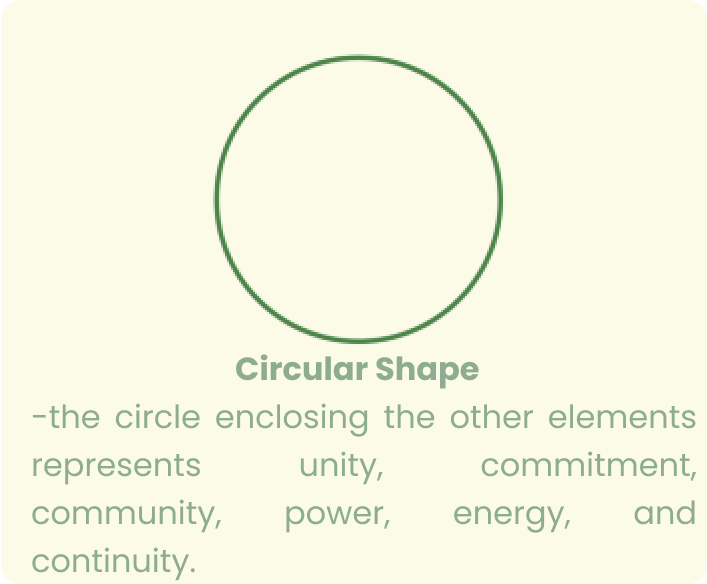 Circular Shape
-the circle enclosing the other elements
represents unity, commitment,
community, power, energy, and
continuity.